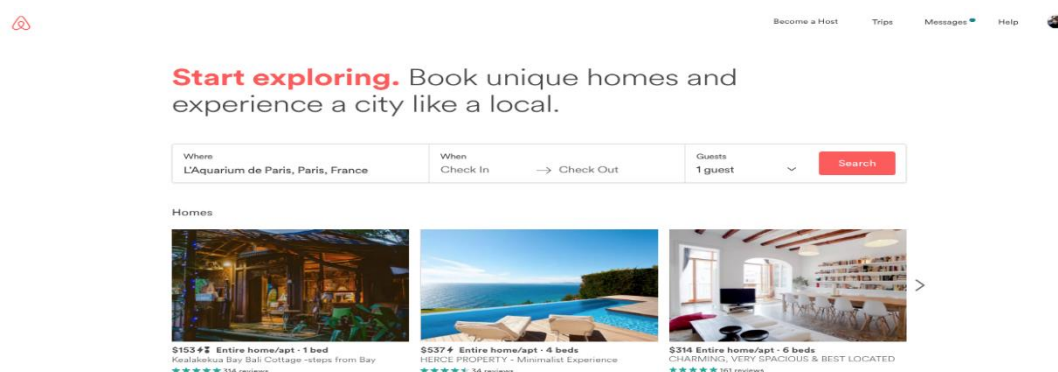 Become a Host Trips Messages Help
Start exploring. Book unique homes and
experience a city like a local.
Where When Guests
L'Aquarium de Paris, Paris, France Check In → Check Out 1 guest Search
Homes
$153 Entire home/apt · 1 bed
Kealakekua Bay Bali Cottage -steps from Bay
314 reviews
$537 Entire home/apt · 4 beds
HERCE PROPERTY - Minimalist Experience
34 reviews
$314 Entire home/apt · 6 beds
CHARMING, VERY SPACIOUS & BEST LOCATED
161 reviews